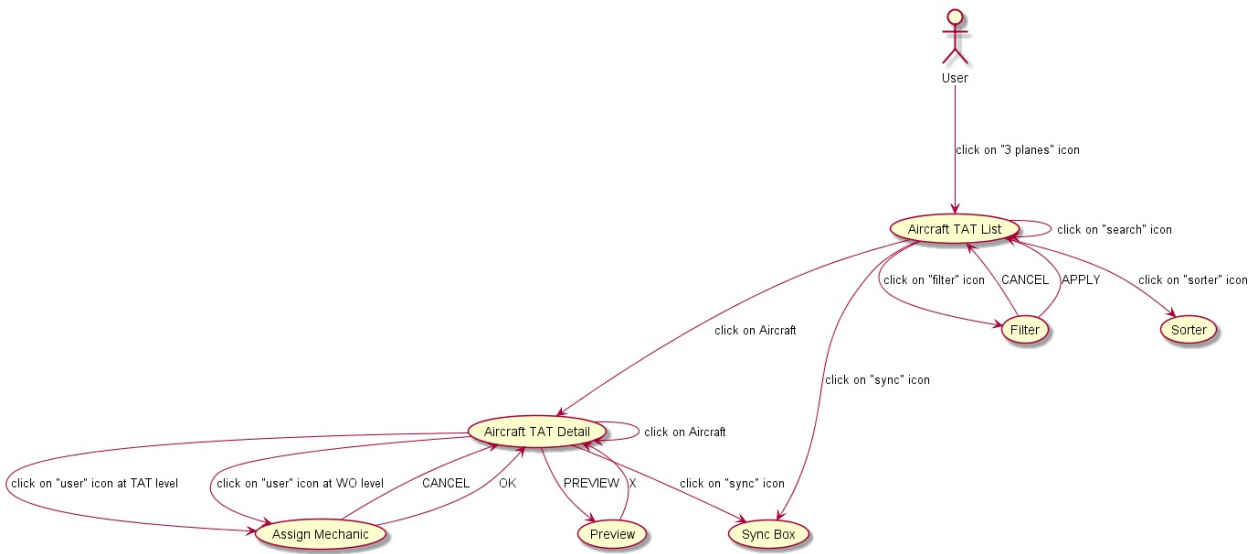 User
click on "3 planes" icon
Aircraft TAT List
click on "search" icon
click on "filter" icon
CANCEL
APPLY
click on "sorter" icon
Filter
Sorter
click on Aircraft
click on "sync" icon
Aircraft TAT Detail
click on Aircraft
click on "user" icon at TAT level
click on "user" icon at WO level
CANCEL
OK
PREVIEW
X
click on "sync" icon
Assign Mechanic
Preview
Sync Box